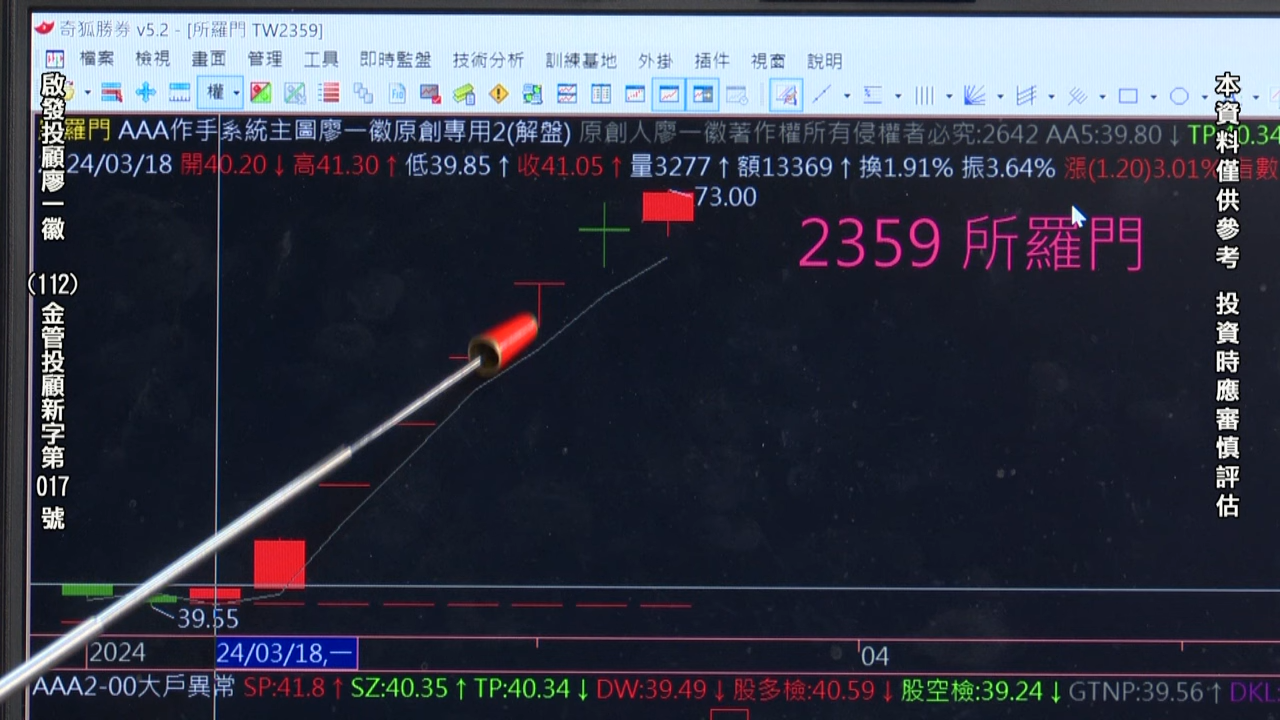 奇狐勝券 v5.2 - [所羅門 TW2359]
檔案 檢視 畫面 管理 工具 即時監盤 技術分析 訓練基地 外掛 插件 視窗 說明
權
羅門 AAA作手系統主圖廖一徽原創專用2(解盤) 原創人廖一徽著作權所有侵權者必究:2642 AA5:39.80↓TP:40.34
24/03/18 開40.20↓高41.30↑低39.85↑收41.05↑量3277↑額13369↑換1.91% 振3.64% 漲(1.20)3.01% 指數
73.00
2359 所羅門
39.55
2024 24/03/18,一 04
AAA2-00大戶異常 SP:41.8↑SZ:40.35↑TP:40.34↓DW:39.49↓股多檢:40.59↓股空檢:39.24↓GTNP:39.56↑DKL
啟發投顧廖一徽
(112)金管投顧新字第017號
本資料僅供參考 投資時應審慎評估